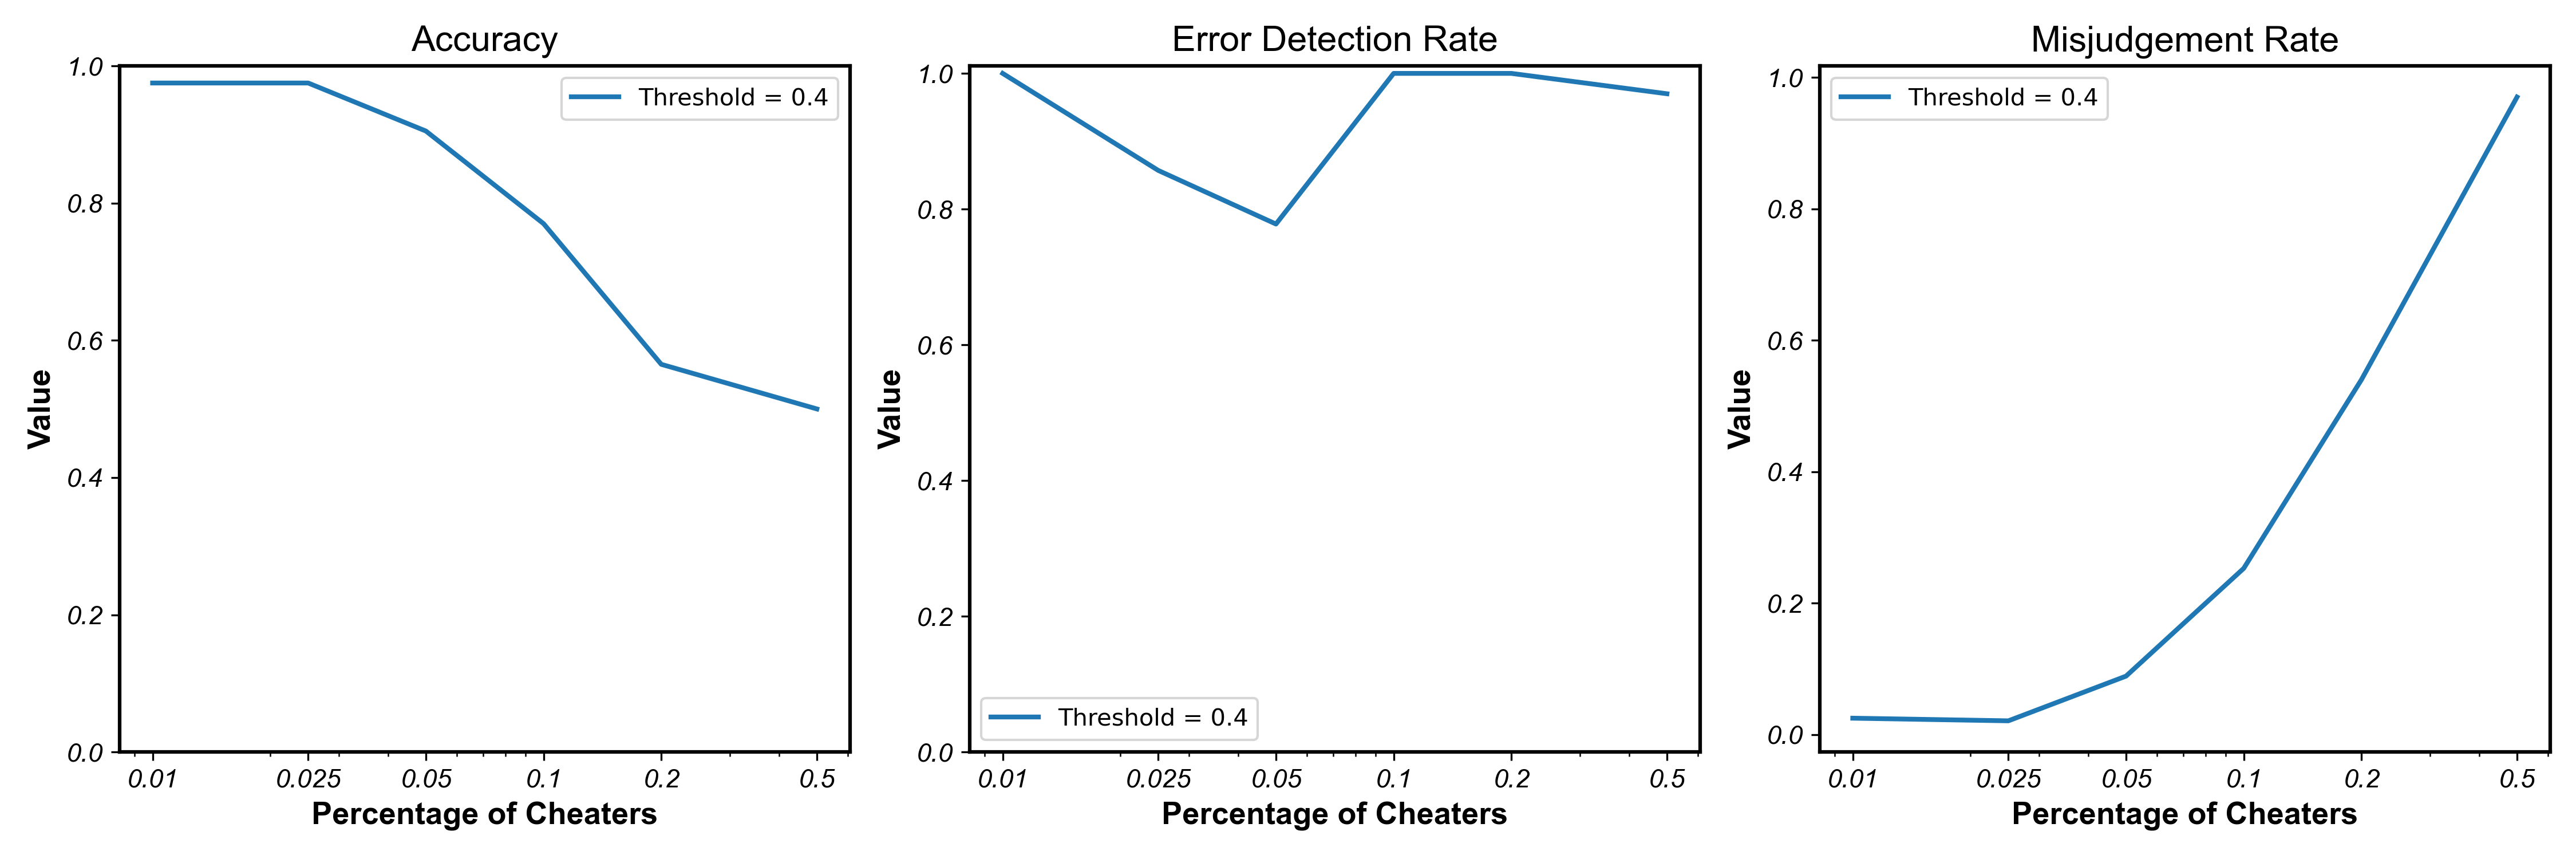 Accuracy
1.0
0.8
0.6
0.4
0.2
0.0
Value
Threshold = 0.4
0.01 0.025 0.05 0.1 0.2 0.5
Percentage of Cheaters
Error Detection Rate
1.0
0.8
0.6
0.4
0.2
0.0
Value
Threshold = 0.4
0.01 0.025 0.05 0.1 0.2 0.5
Percentage of Cheaters
Misjudgement Rate
1.0
0.8
0.6
0.4
0.2
0.0
Value
Threshold = 0.4
0.01 0.025 0.05 0.1 0.2 0.5
Percentage of Cheaters